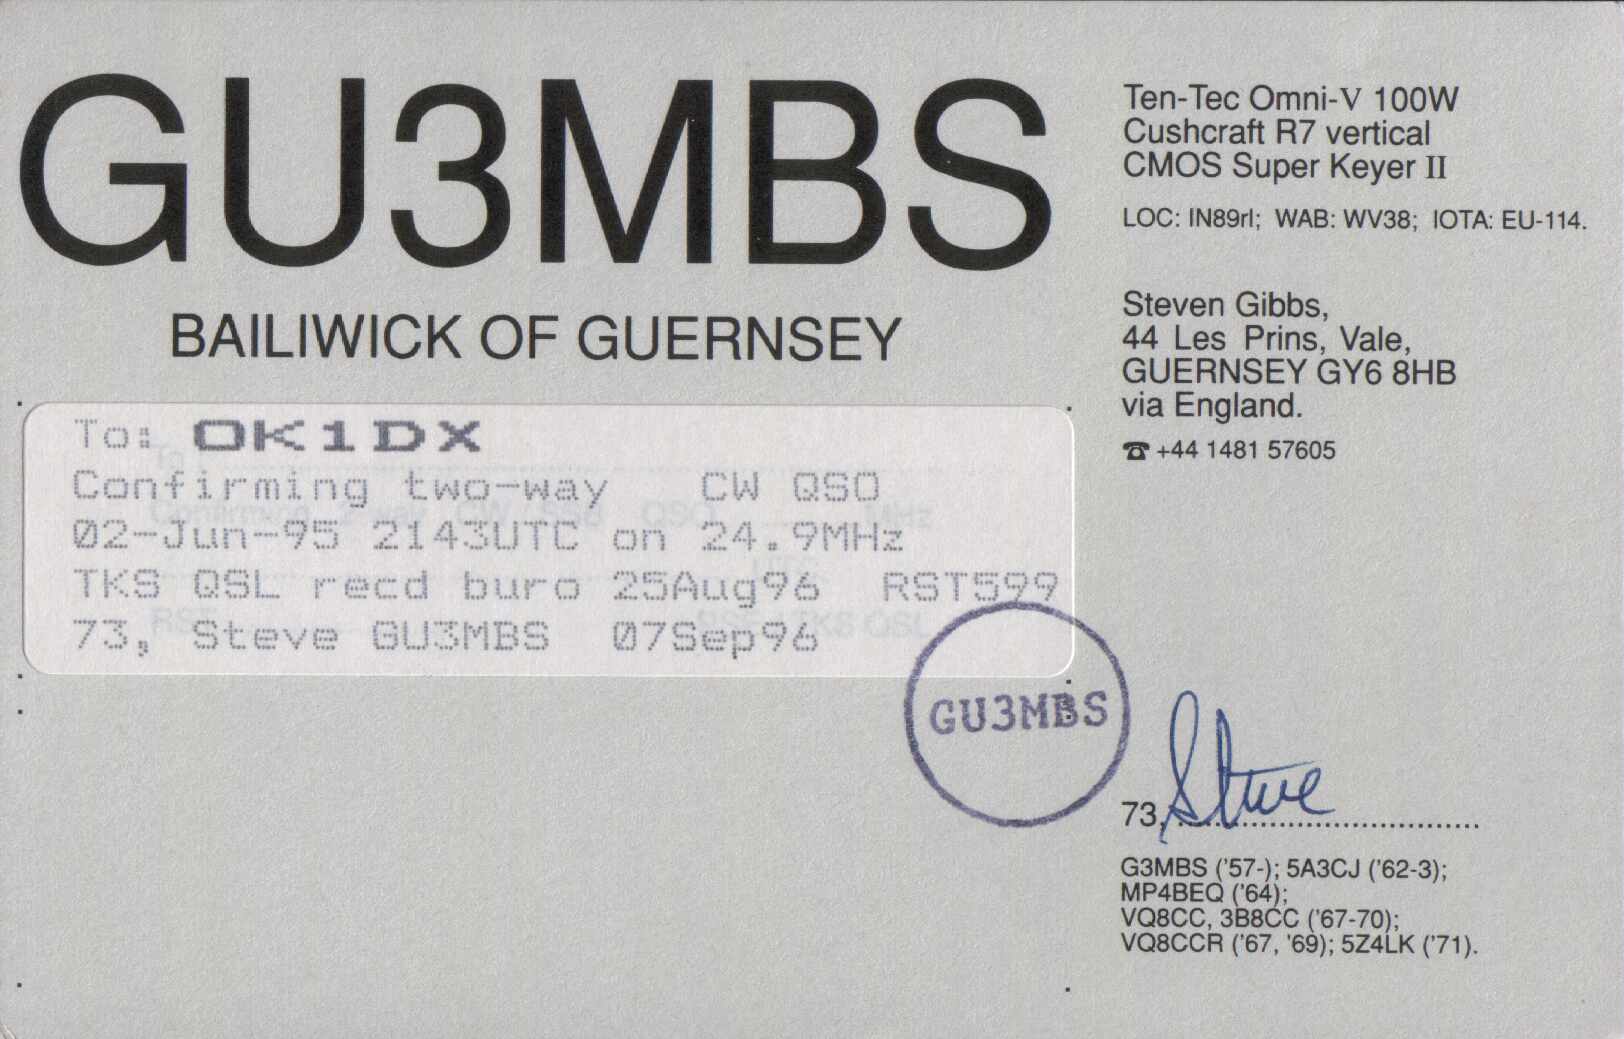 GU3MBS
BAILIWICK OF GUERNSEY
To: OK1DX
Confirming two-way CW QSO
02-Jun-95 2143UTC on 24.9MHz
TKS QSL recd buro 25Aug96 RST599
73, Steve GU3MBS 07Sep96
GU3MBS
Ten-Tec Omni-V 100W
Cushcraft R7 vertical
CMOS Super Keyer II
LOC: IN89rl; WAB: WV38; IOTA: EU-114.
Steven Gibbs,
44 Les Prins, Vale,
GUERNSEY GY6 8HB
via England.
☎ +44 1481 57605
73, Steve
G3MBS ('57-); 5A3CJ ('62-3);
MP4BEQ ('64);
VQ8CC, 3B8CC ('67-70);
VQ8CCR ('67, '69); 5Z4LK ('71).